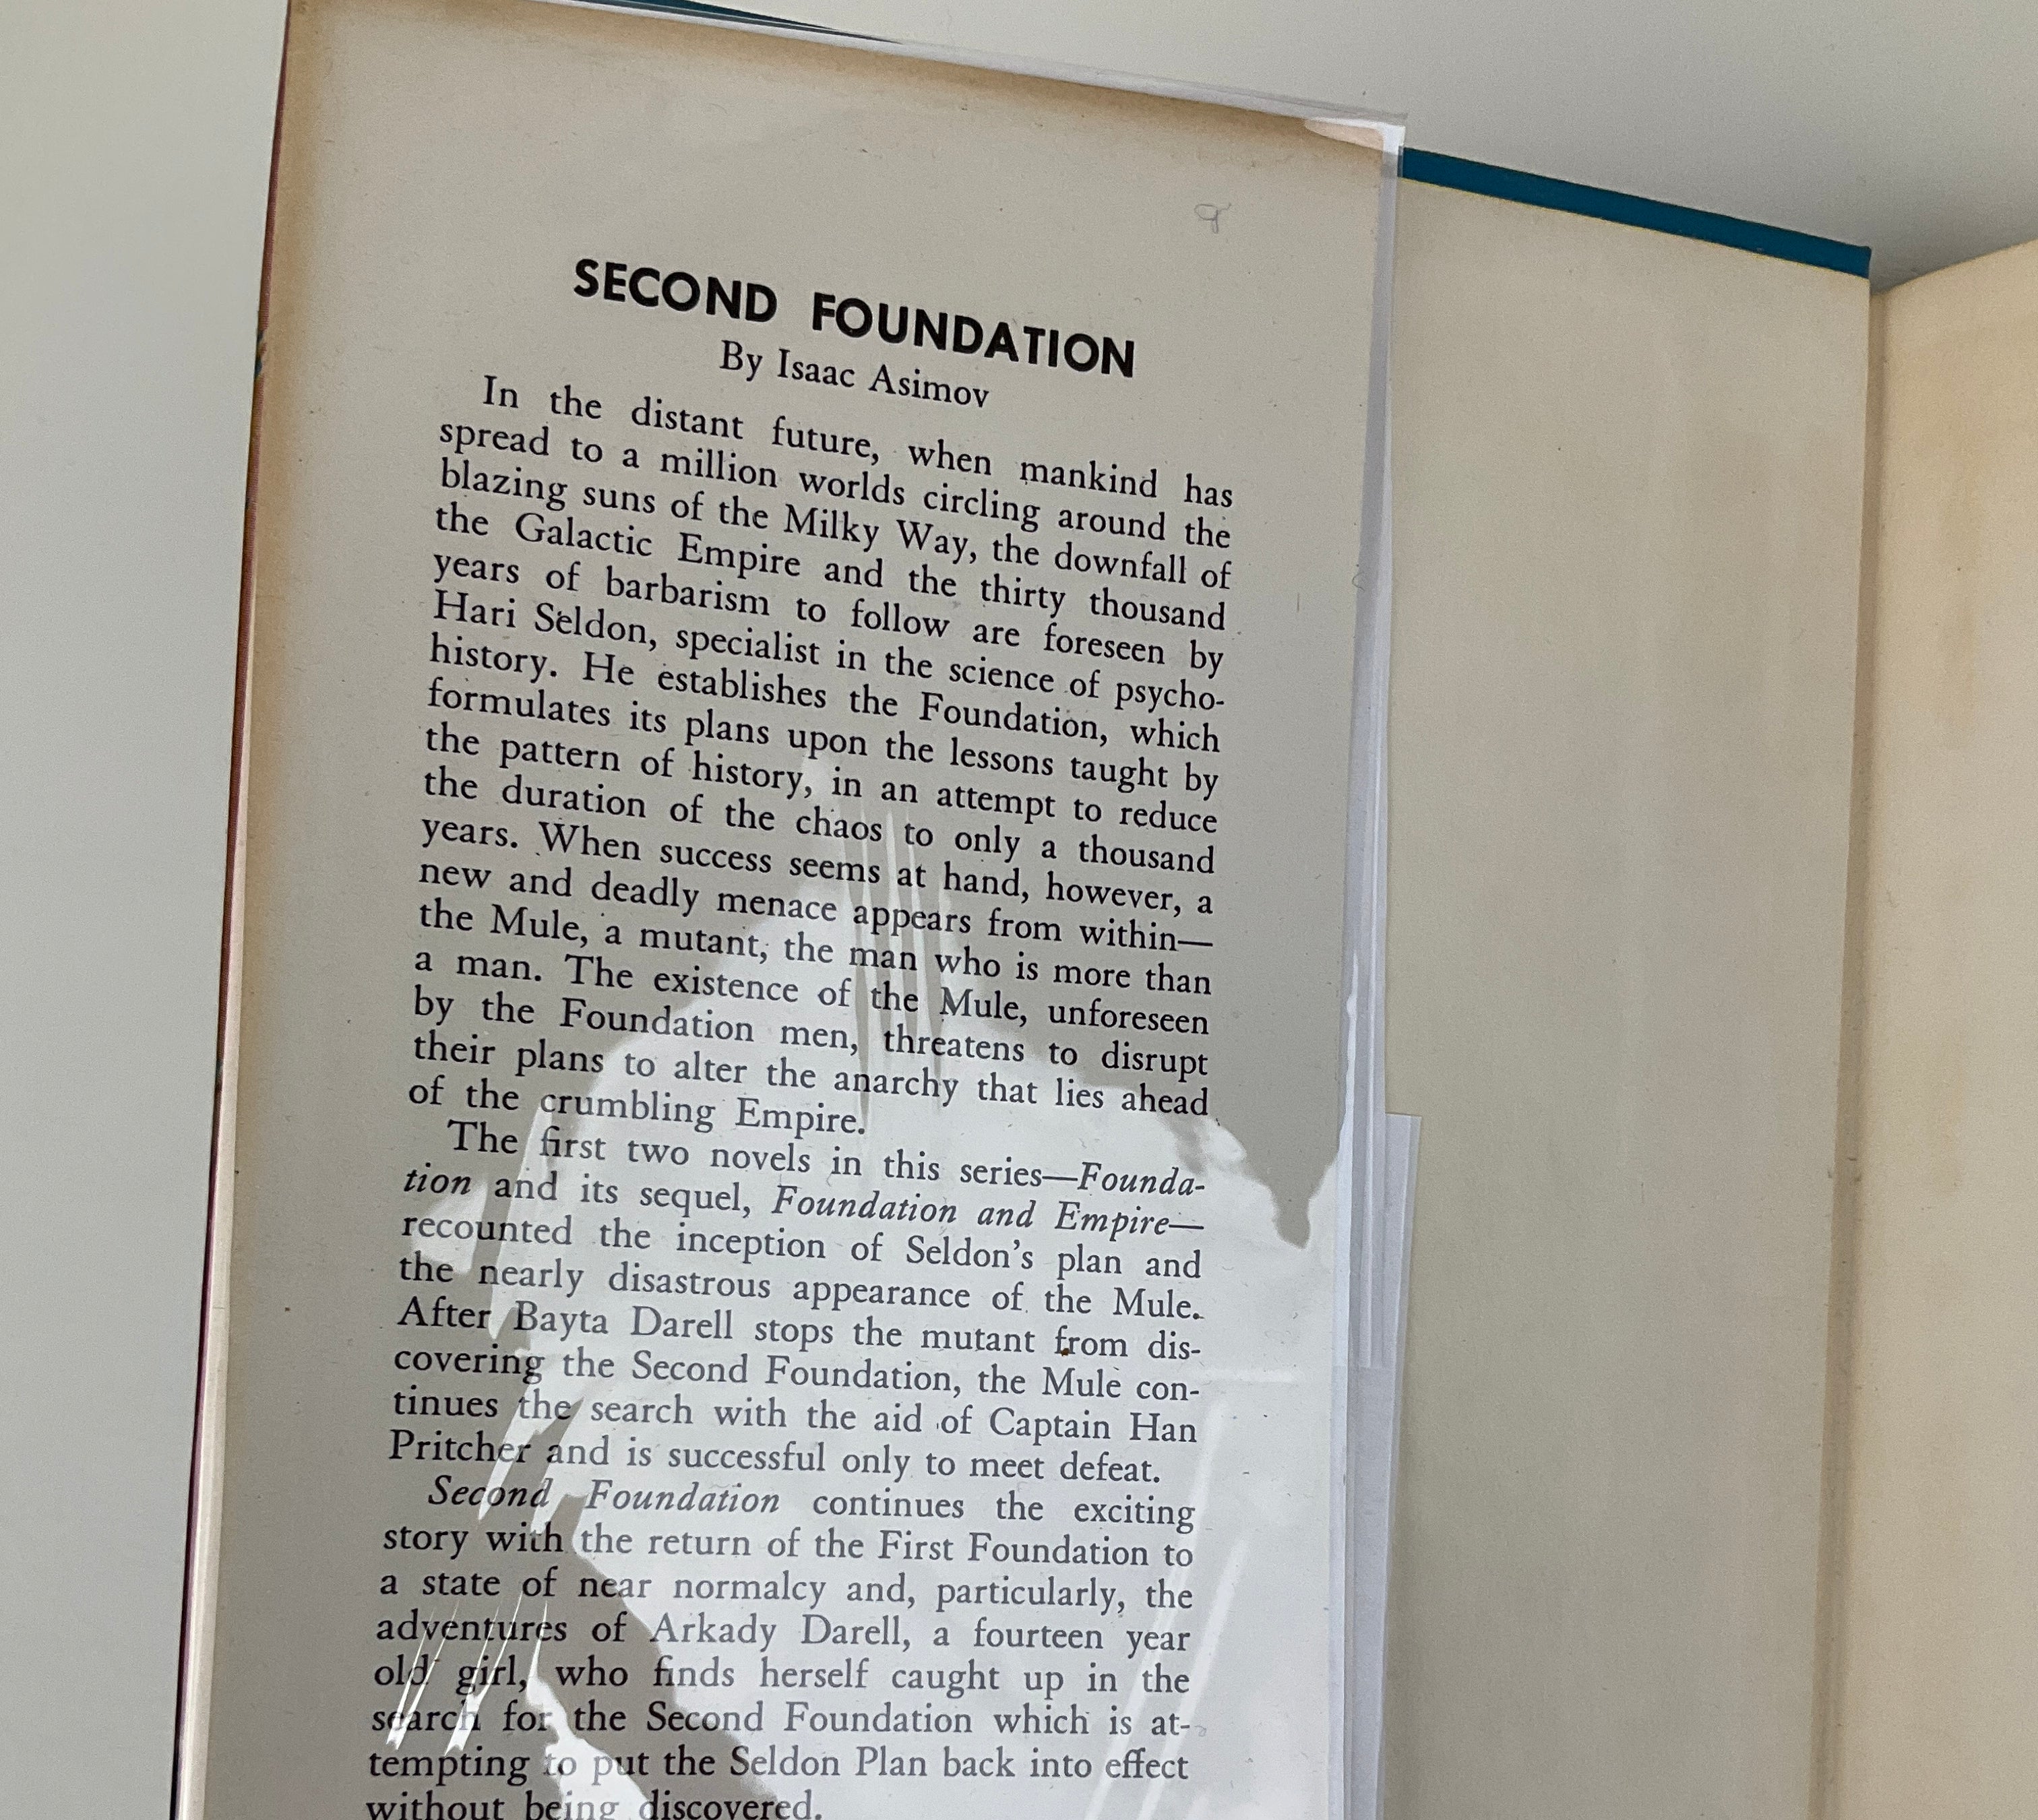 SECOND FOUNDATION
By Isaac Asimov
In the distant future, when mankind has
spread to a million worlds circling around the
blazing suns of the Milky Way, the downfall of
the Galactic Empire and the thirty thousand
years of barbarism to follow are foreseen by
Hari Seldon, specialist in the science of psycho-
history. He establishes the Foundation, which
formulates its plans upon the lessons taught by
the pattern of history, in an attempt to reduce
the duration of the chaos to only a thousand
years. When success seems at hand, however, a
new and deadly menace appears from within—
the Mule, a mutant, the man who is more than
a man. The existence of the Mule, unforeseen
by the Foundation men, threatens to disrupt
their plans to alter the anarchy that lies ahead
of the crumbling Empire.
The first two novels in this series—Founda-
tion and its sequel, Foundation and Empire—
recounted the inception of Seldon's plan and
the nearly disastrous appearance of the Mule.
After Bayta Darell stops the mutant from dis-
covering the Second Foundation, the Mule con-
tinues the search with the aid of Captain Han
Pritcher and is successful only to meet defeat.
Second Foundation continues the exciting
story with the return of the First Foundation to
a state of near normalcy and, particularly, the
adventures of Arkady Darell, a fourteen year
old girl, who finds herself caught up in the
search for the Second Foundation which is at-
tempting to put the Seldon Plan back into effect
without being discovered.